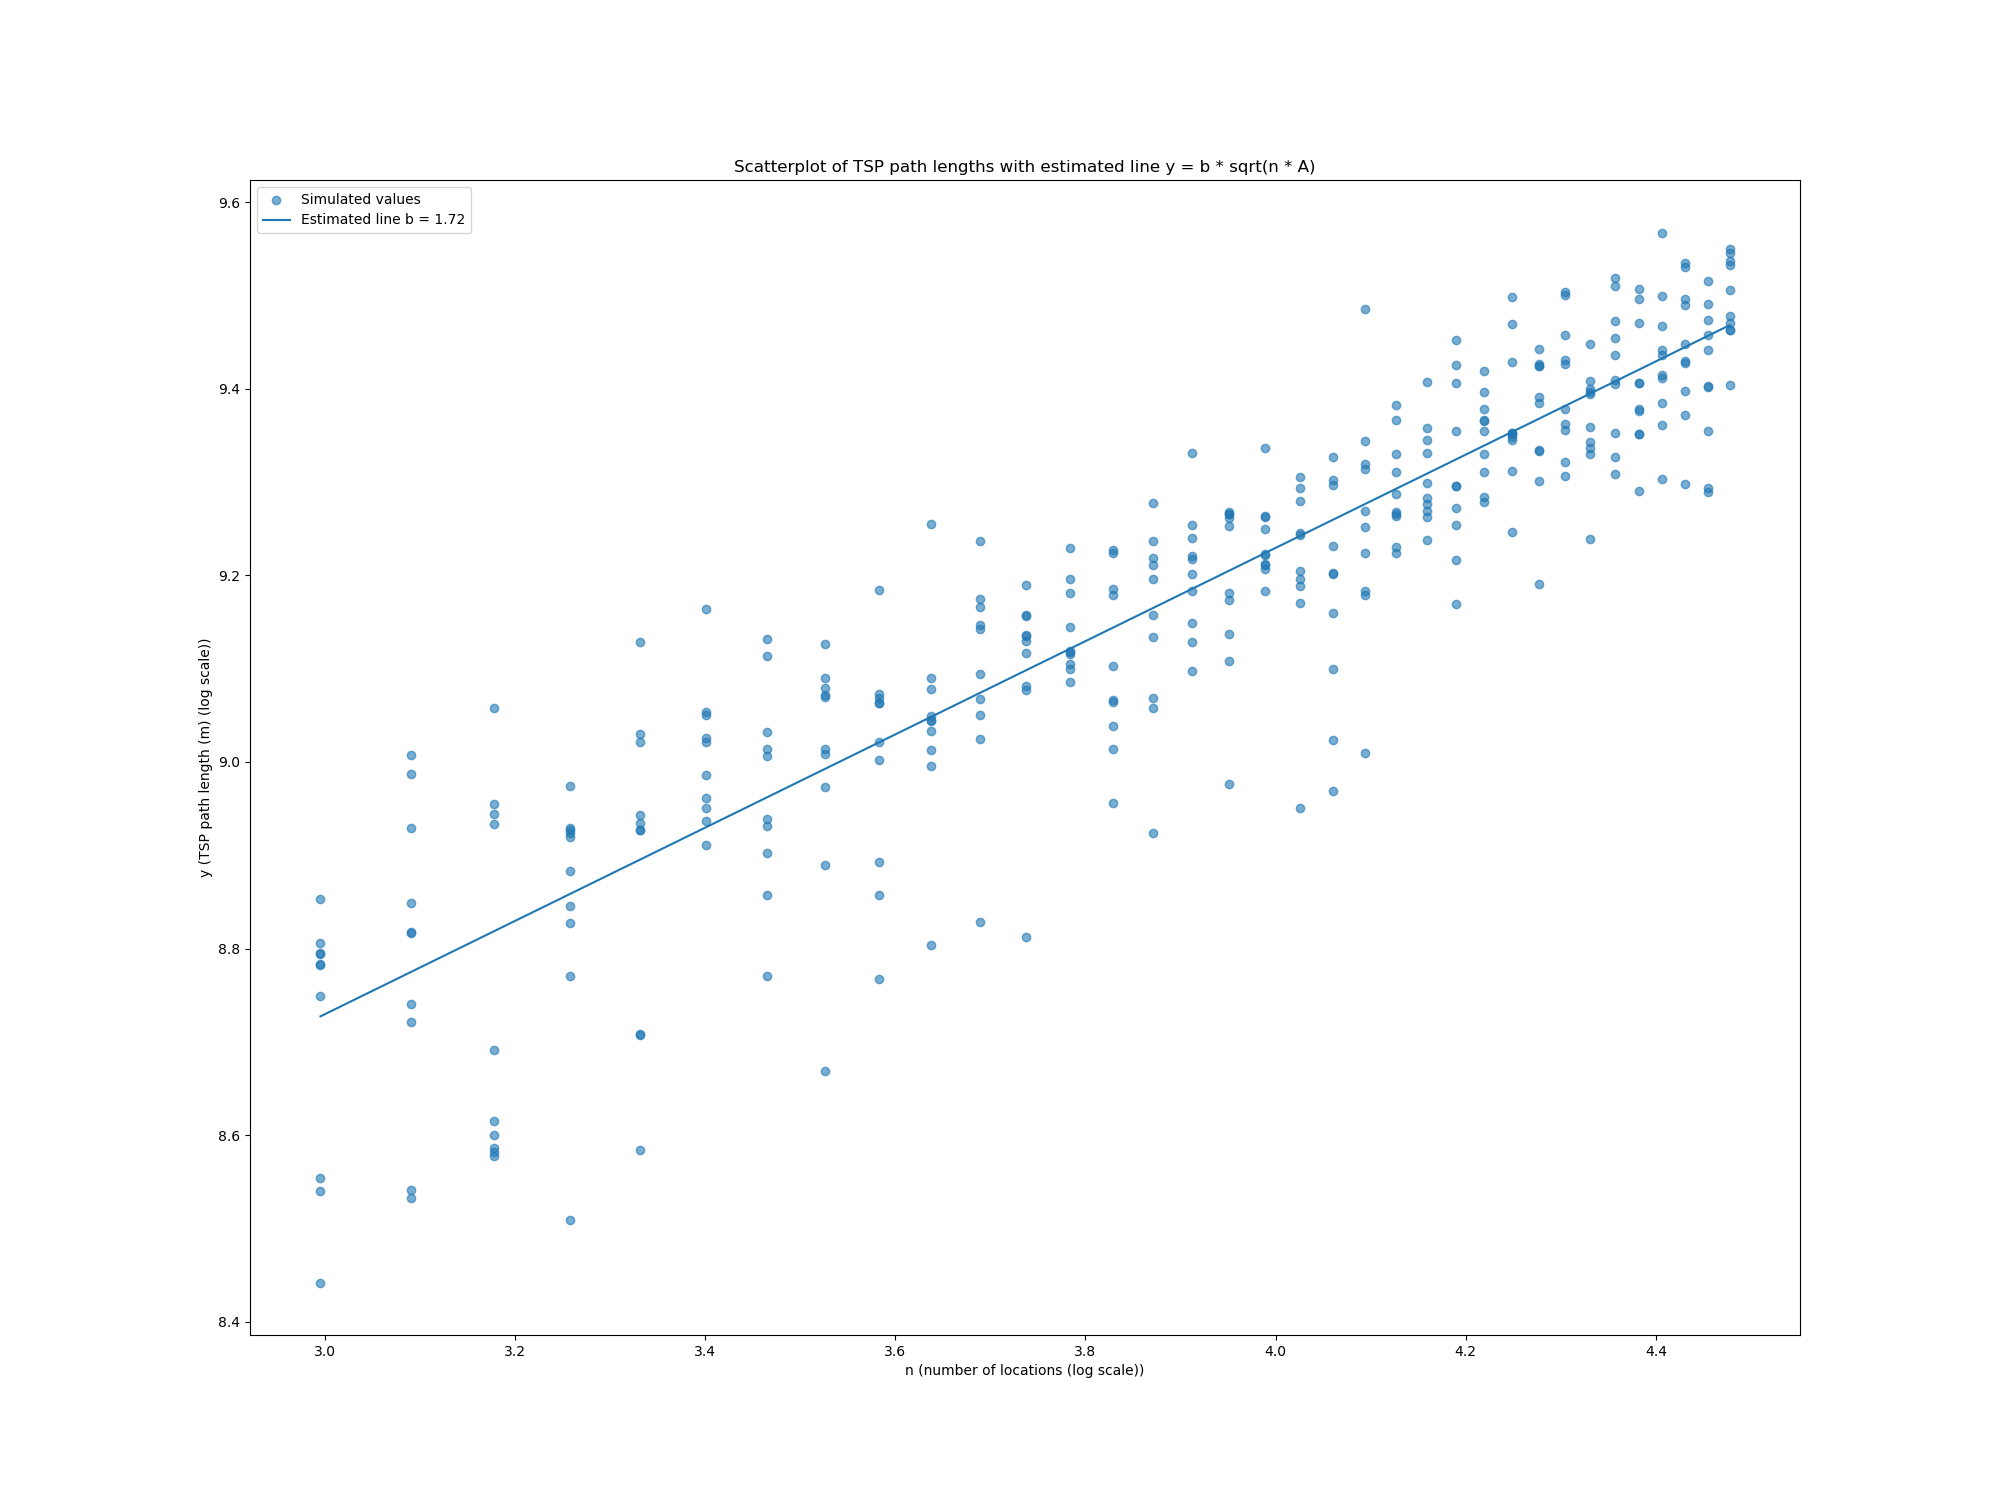 Scatterplot of TSP path lengths with estimated line y = b * sqrt(n * A)
Simulated values
Estimated line b = 1.72
y (TSP path length (m) (log scale))
9.6
9.4
9.2
9.0
8.8
8.6
8.4
3.0 3.2 3.4 3.6 3.8 4.0 4.2 4.4
n (number of locations (log scale))